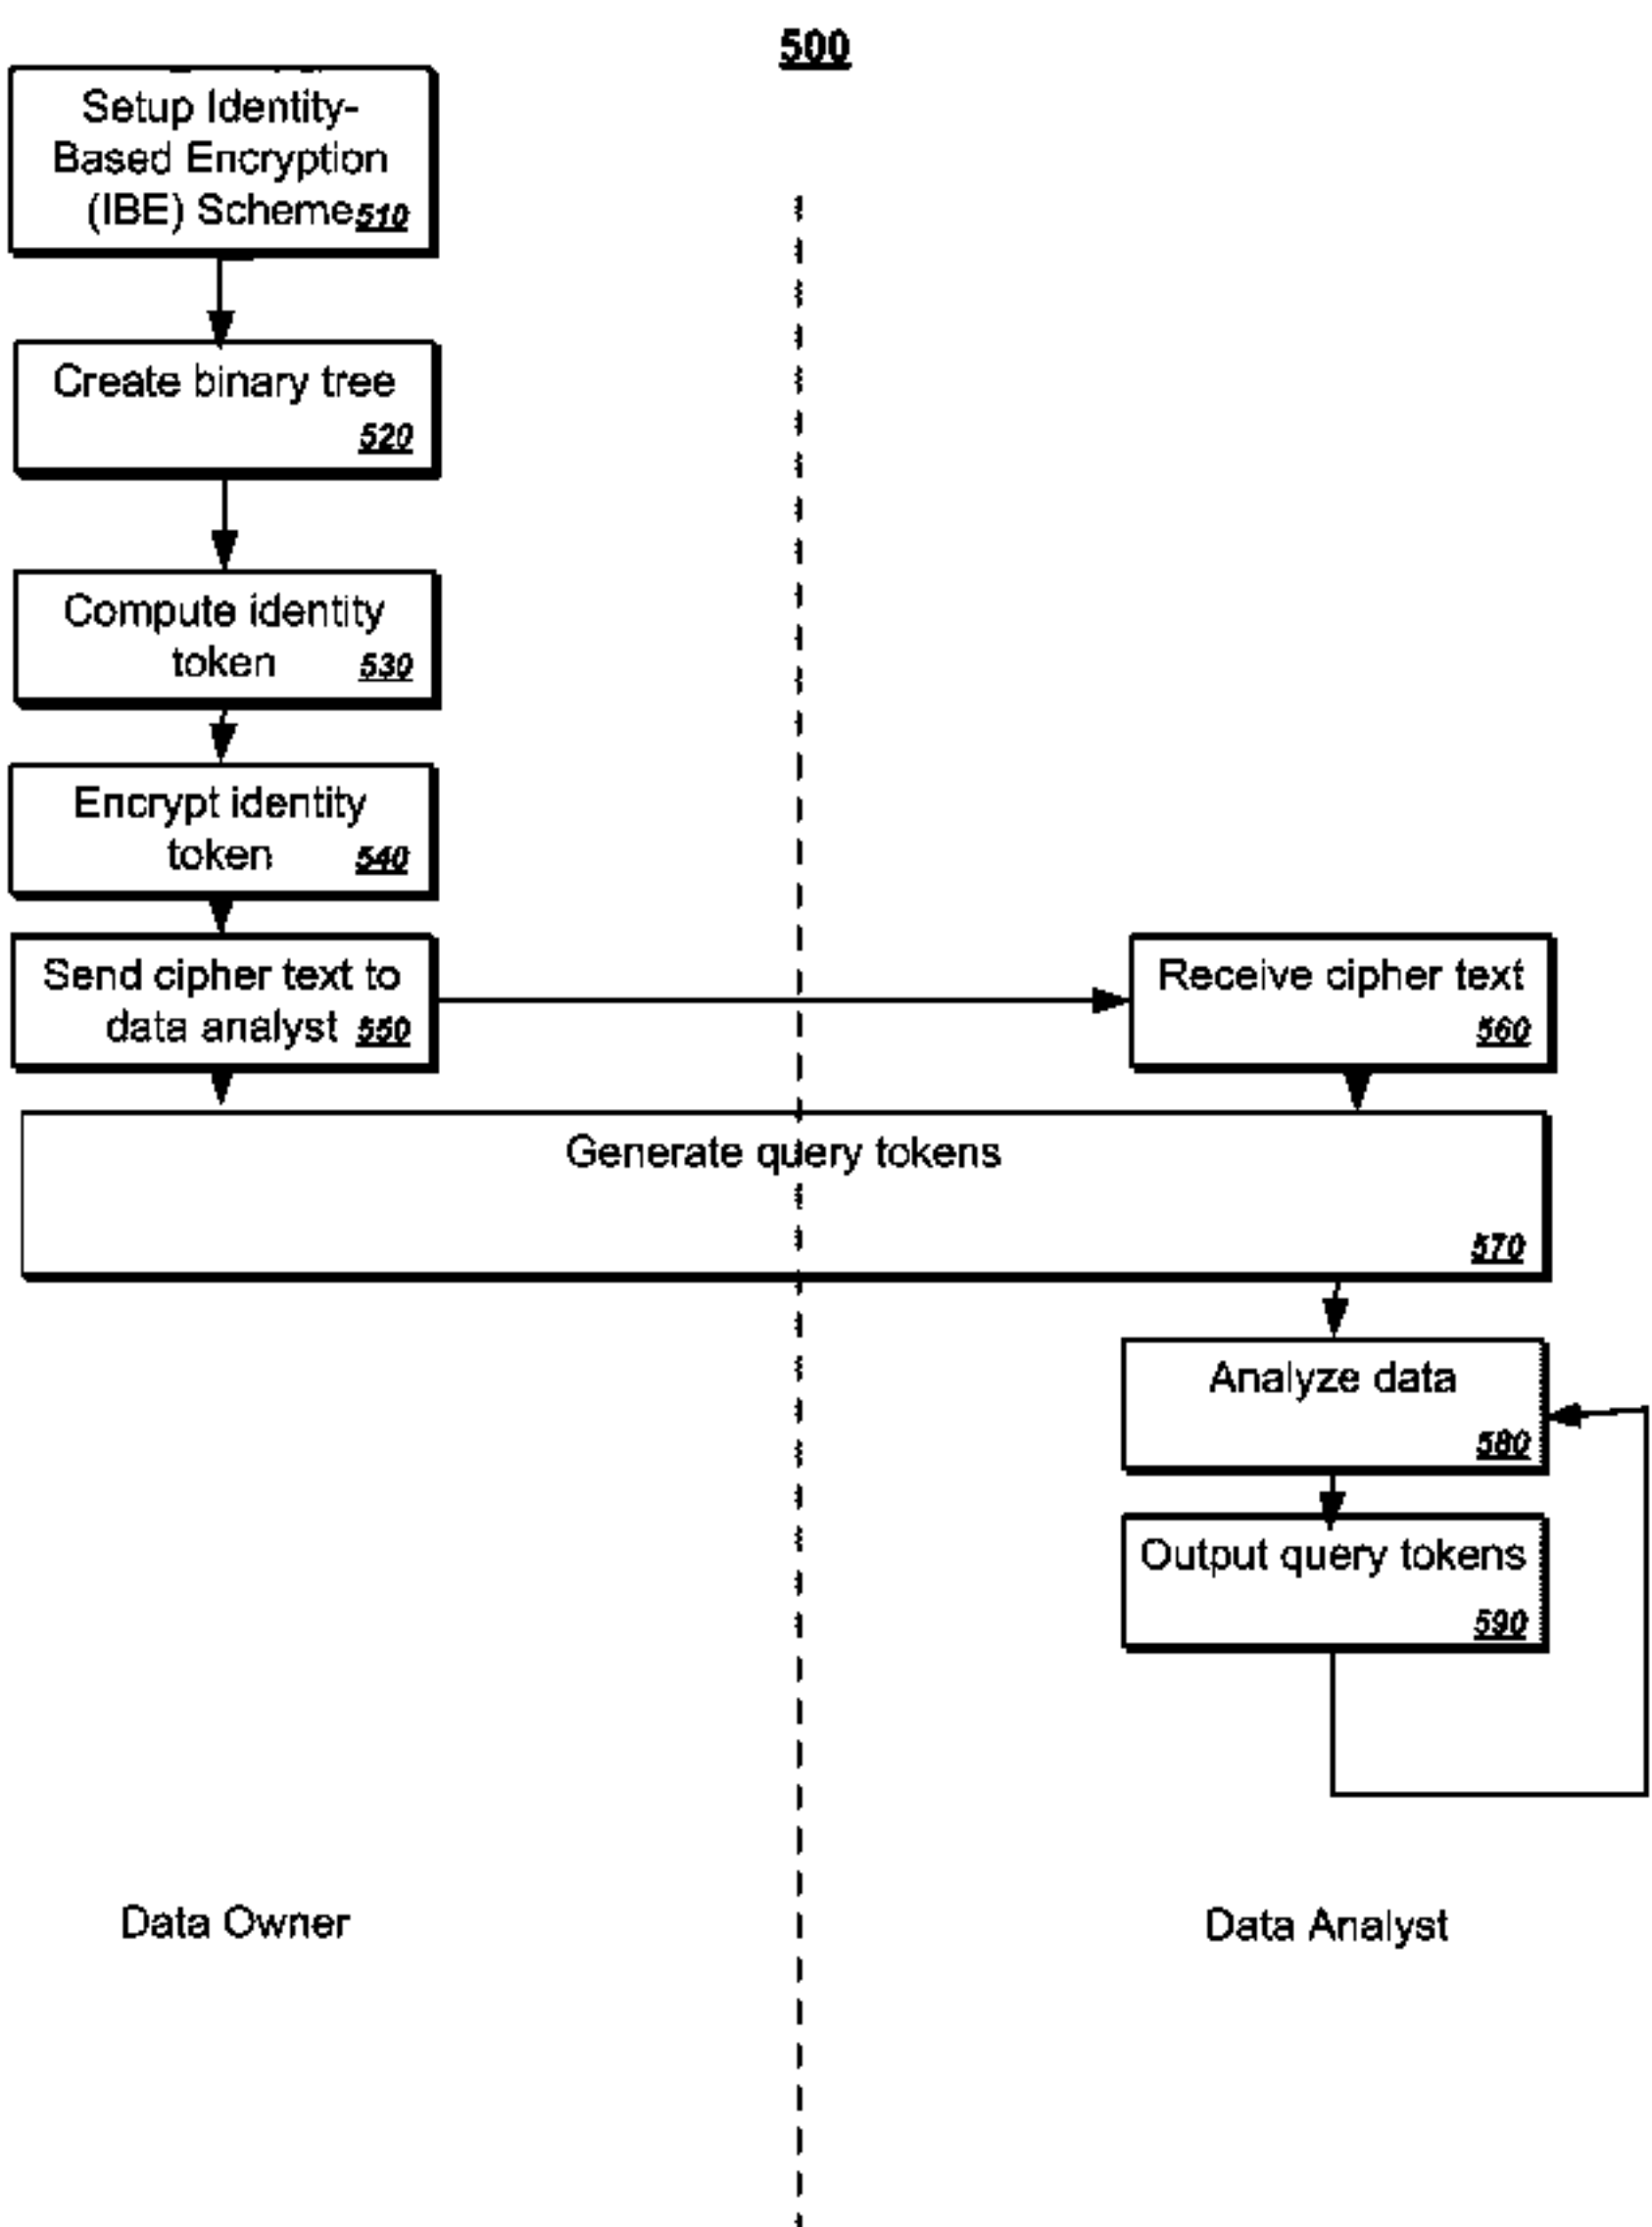 500
Setup Identity-
Based Encryption
(IBE) Scheme 510
Create binary tree
520
Compute identity
token 530
Encrypt identity
token 540
Send cipher text to
data analyst 550
Receive cipher text
560
Generate query tokens
570
Analyze data
580
Output query tokens
590
Data Owner
Data Analyst